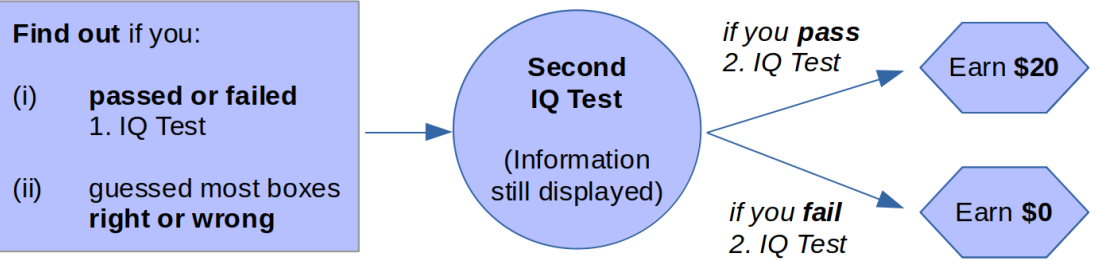 Find out if you:
(i) passed or failed
1. IQ Test
(ii) guessed most boxes
right or wrong
Second
IQ Test
(Information
still displayed)
if you pass
2. IQ Test
Earn $20
if you fail
2. IQ Test
Earn $0